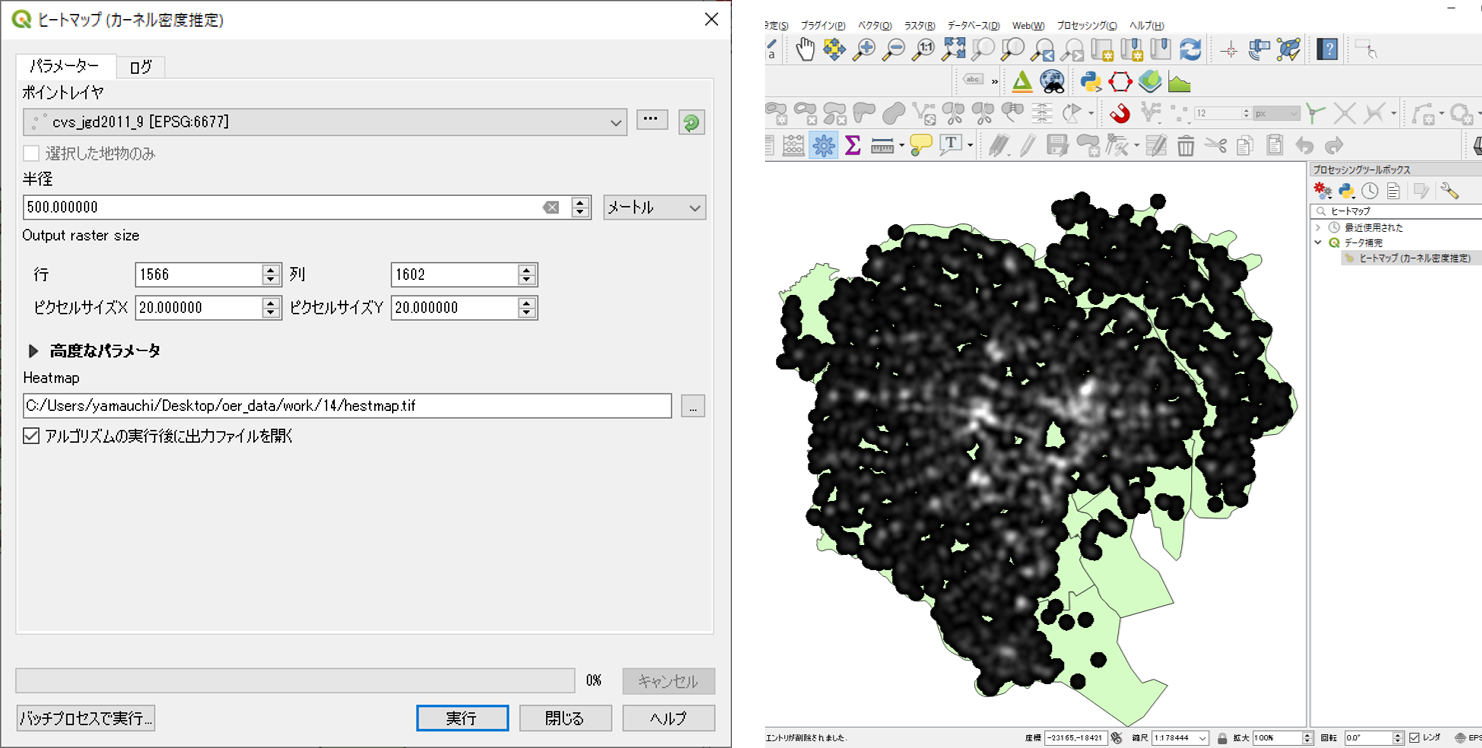 ヒートマップ (カーネル密度推定)
パラメーター
ログ
ポイントレイヤ
cvs_jgd2011_9 [EPSG:6677]
...
選択した地物のみ
半径
500.000000
メートル
Output raster size
行
1566
列
1602
ピクセルサイズX
20.000000
ピクセルサイズY
20.000000
高度なパラメータ
Heatmap
C:/Users/yamauchi/Desktop/oer_data/work/14/hestmap.tif
...
アルゴリズムの実行後に出力ファイルを開く
0%
キャンセル
バッチプロセスで実行...
実行
閉じる
ヘルプ
定(S) プラグイン(P) ベクタ(O) ラスタ(R) データベース(D) Web(W) プロセッシング(C) ヘルプ(H)
a
1:1
?
abc
»
12
px
Σ
T
プロセッシングツールボックス
ヒートマップ
最近使用された
データ補完
ヒートマップ (カーネル密度推定)
エントリが削除されました.
座標 -23165,-18421
縮尺 1:178444
拡大 100%
回転 0.0°
レンダ
EPS